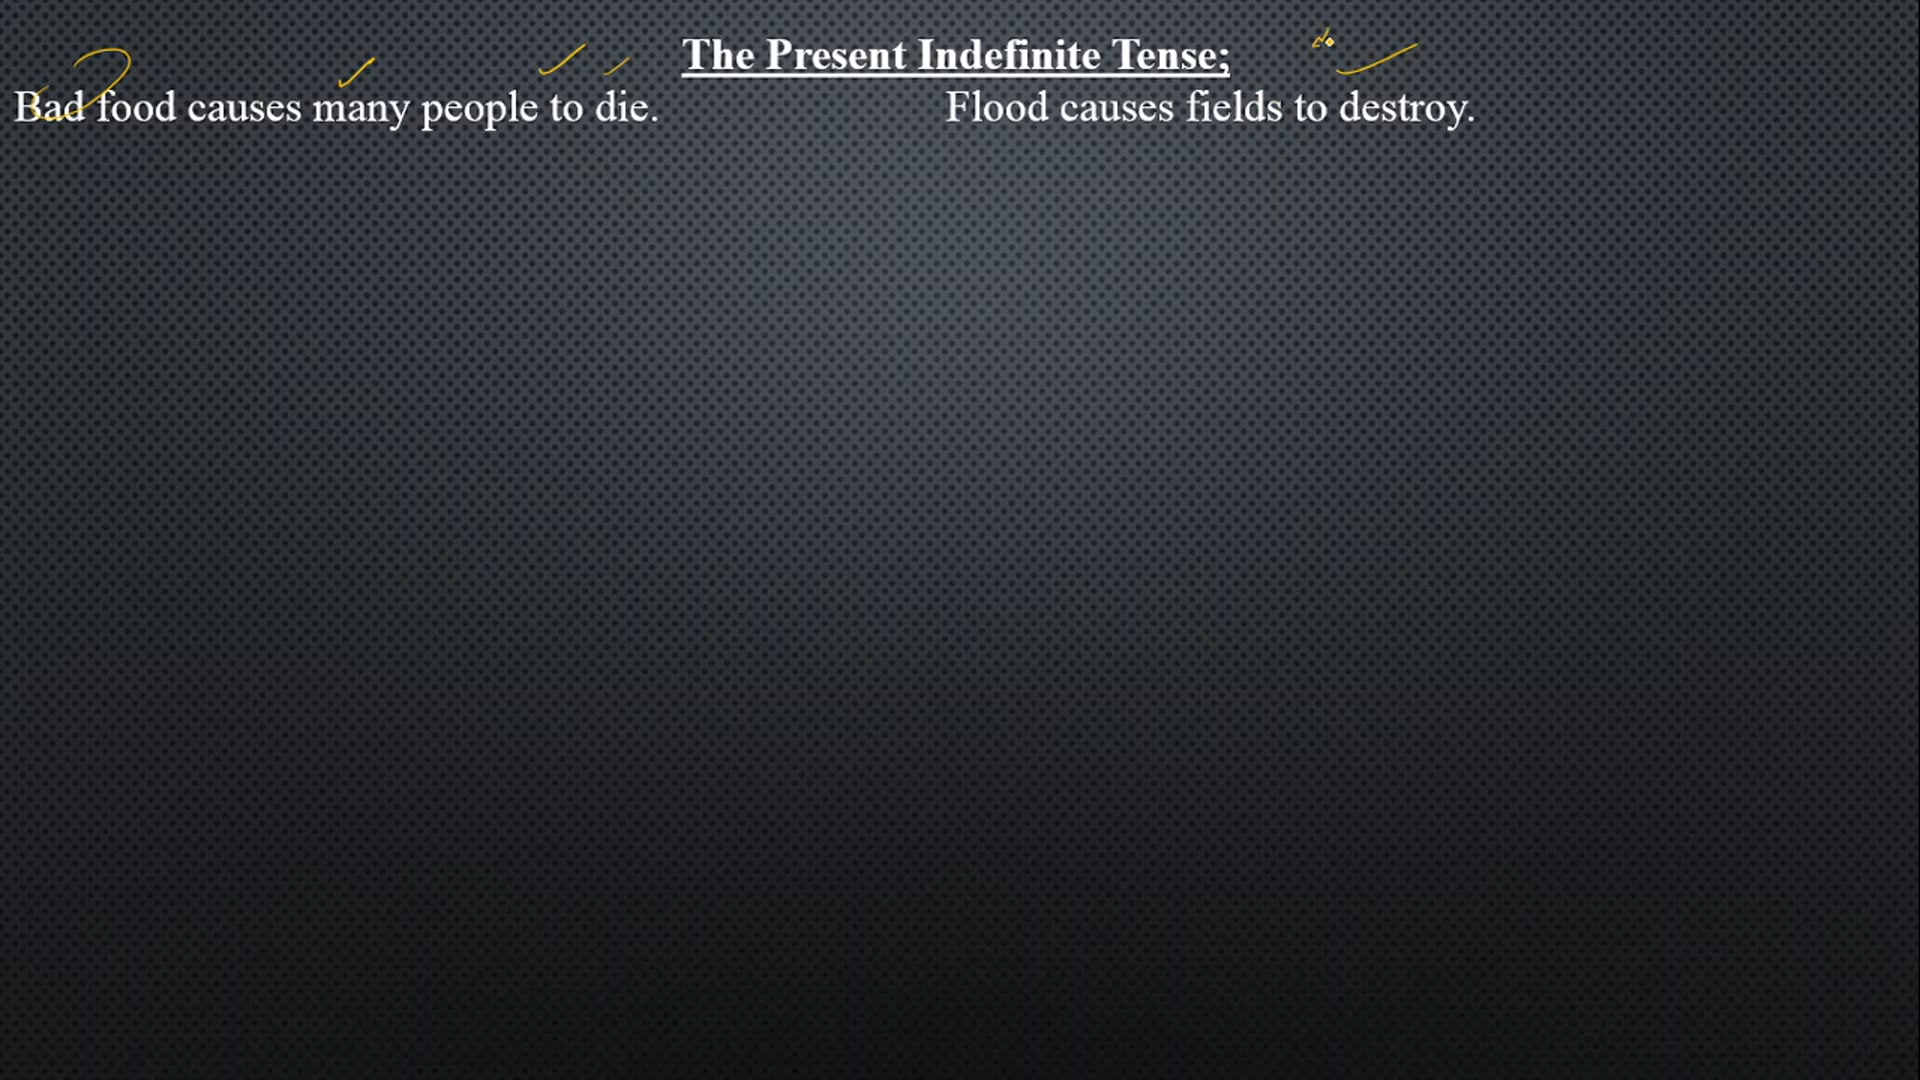 The Present Indefinite Tense;
Bad food causes many people to die. Flood causes fields to destroy.